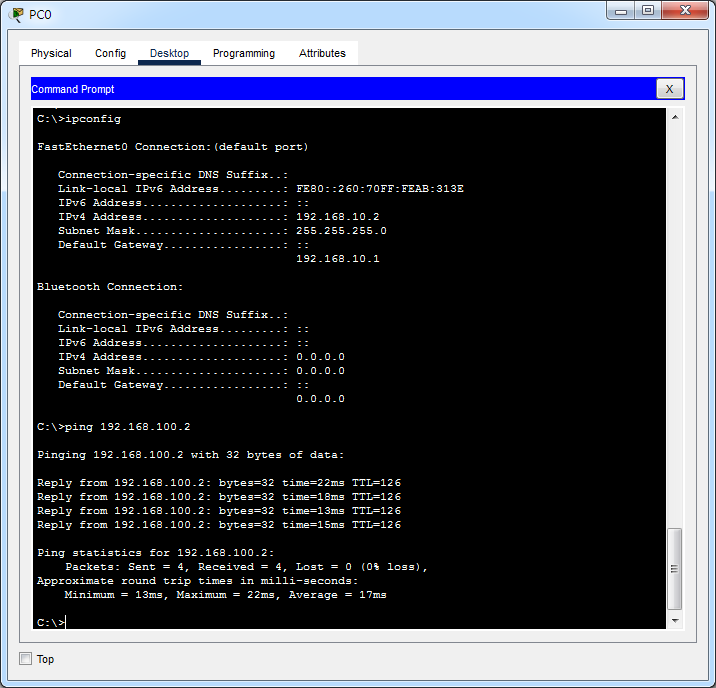 PC0
Physical Config Desktop Programming Attributes
Command Prompt X
C:\>ipconfig
FastEthernet0 Connection:(default port)
Connection-specific DNS Suffix..:
Link-local IPv6 Address.........: FE80::260:70FF:FEAB:313E
IPv6 Address....................: ::
IPv4 Address....................: 192.168.10.2
Subnet Mask.....................: 255.255.255.0
Default Gateway.................: ::
192.168.10.1
Bluetooth Connection:
Connection-specific DNS Suffix..:
Link-local IPv6 Address.........: ::
IPv6 Address....................: ::
IPv4 Address....................: 0.0.0.0
Subnet Mask.....................: 0.0.0.0
Default Gateway.................: ::
0.0.0.0
C:\>ping 192.168.100.2
Pinging 192.168.100.2 with 32 bytes of data:
Reply from 192.168.100.2: bytes=32 time=22ms TTL=126
Reply from 192.168.100.2: bytes=32 time=18ms TTL=126
Reply from 192.168.100.2: bytes=32 time=13ms TTL=126
Reply from 192.168.100.2: bytes=32 time=15ms TTL=126
Ping statistics for 192.168.100.2:
Packets: Sent = 4, Received = 4, Lost = 0 (0% loss),
Approximate round trip times in milli-seconds:
Minimum = 13ms, Maximum = 22ms, Average = 17ms
C:\>
Top